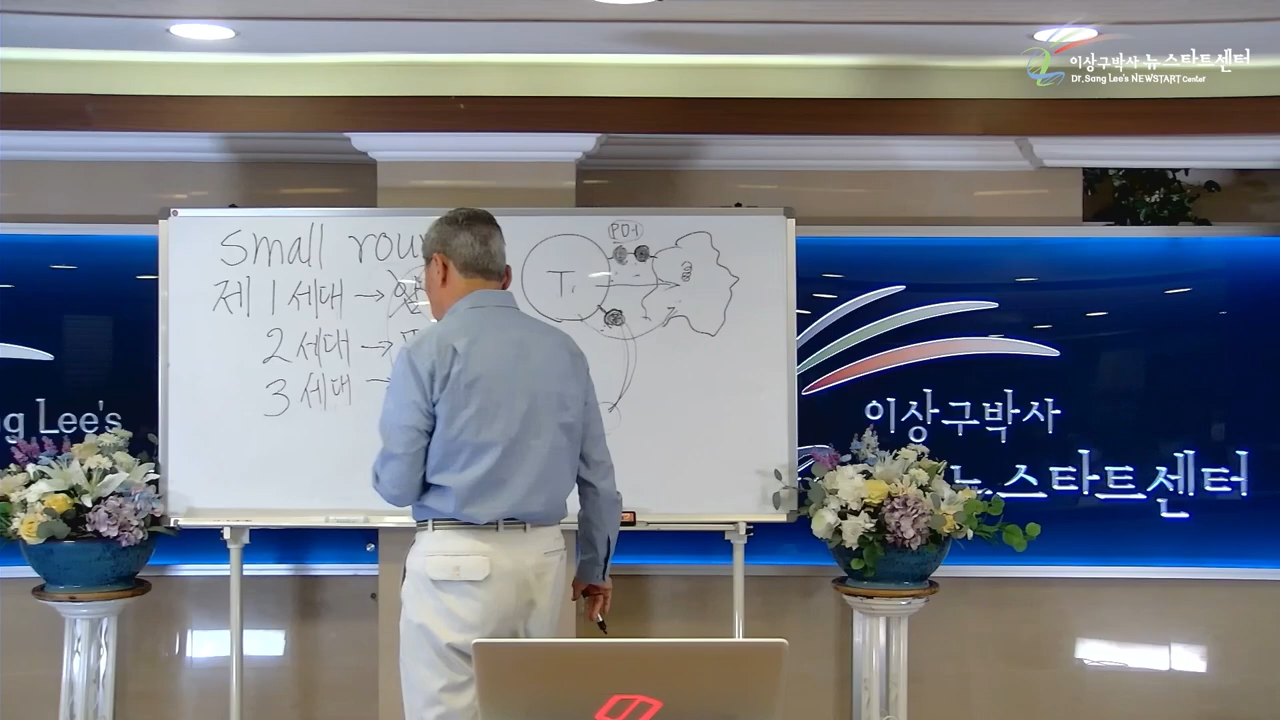 이상구박사 뉴스타트센터
Dr. Sang Lee's NEWSTART Center
small rou
제 1 세대 →
2 세대 →
3 세대 →
PD1
T
Lee's
이상구박사
뉴스타트센터